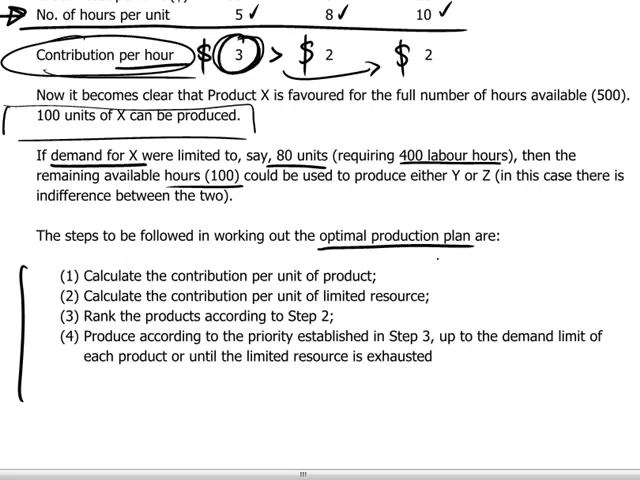 No. of hours per unit 5 ✓ 8 ✓ 10 ✓
Contribution per hour $ 3 > $ 2 $ 2
Now it becomes clear that Product X is favoured for the full number of hours available (500).
100 units of X can be produced.
If demand for X were limited to, say, 80 units (requiring 400 labour hours), then the
remaining available hours (100) could be used to produce either Y or Z (in this case there is
indifference between the two).
The steps to be followed in working out the optimal production plan are:
(1) Calculate the contribution per unit of product;
(2) Calculate the contribution per unit of limited resource;
(3) Rank the products according to Step 2;
(4) Produce according to the priority established in Step 3, up to the demand limit of
each product or until the limited resource is exhausted